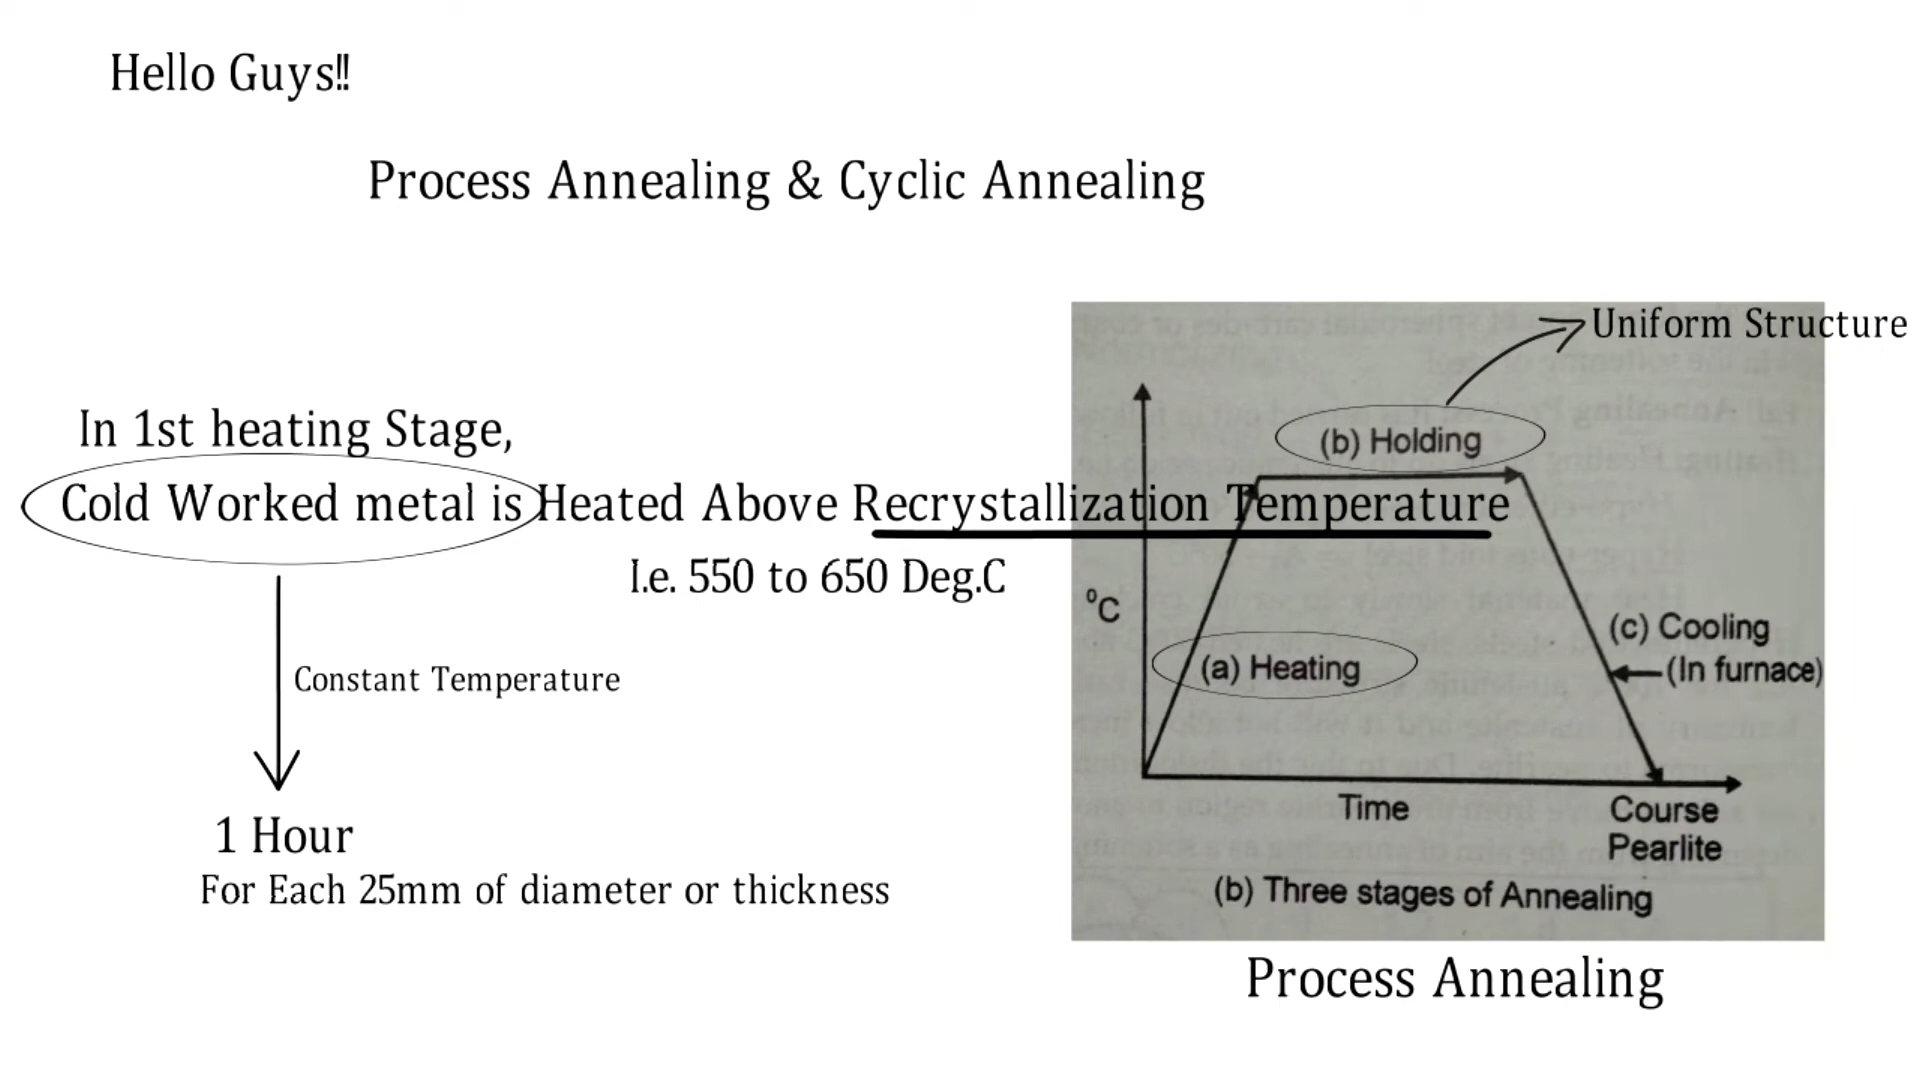 Hello Guys!!
Process Annealing & Cyclic Annealing
In 1st heating Stage,
Cold Worked metal is Heated Above Recrystallization Temperature
I.e. 550 to 650 Deg.C
Constant Temperature
1 Hour
For Each 25mm of diameter or thickness
Uniform Structure
(b) Holding
⁰C
(a) Heating
(c) Cooling
(In furnace)
Time
Course
Pearlite
(b) Three stages of Annealing
Process Annealing